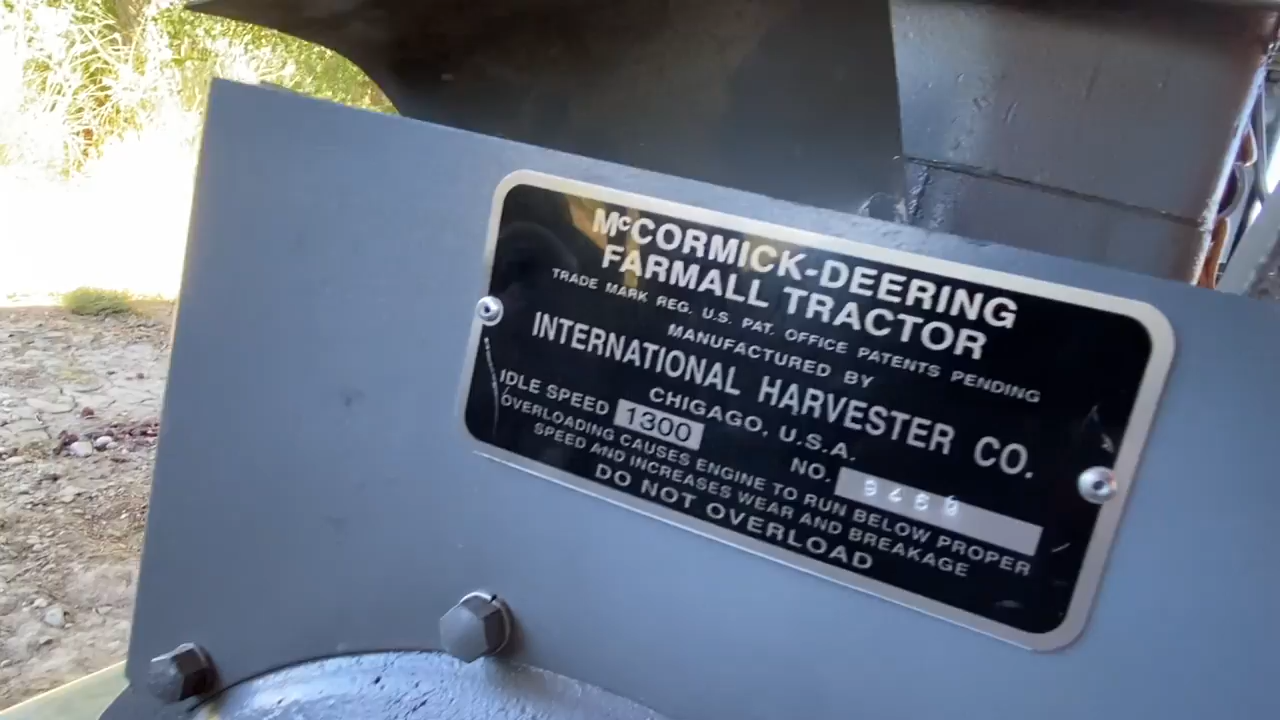 McCORMICK-DEERING
FARMALL TRACTOR
TRADE MARK REG. U.S. PAT. OFFICE PATENTS PENDING
MANUFACTURED BY
INTERNATIONAL HARVESTER CO.
CHIGAGO, U.S.A.
IDLE SPEED 1300 NO.
OVERLOADING CAUSES ENGINE TO RUN BELOW PROPER
SPEED AND INCREASES WEAR AND BREAKAGE
DO NOT OVERLOAD